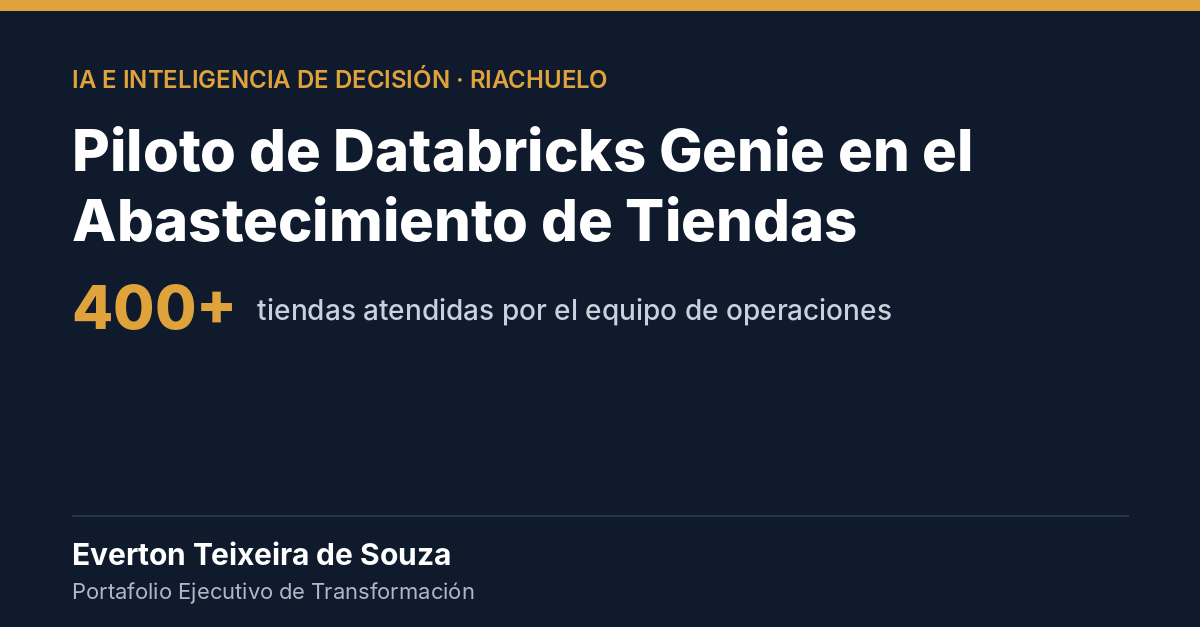 IA E INTELIGENCIA DE DECISIÓN · RIACHUELO
Piloto de Databricks Genie en el
Abastecimiento de Tiendas
400+ tiendas atendidas por el equipo de operaciones
Everton Teixeira de Souza
Portafolio Ejecutivo de Transformación